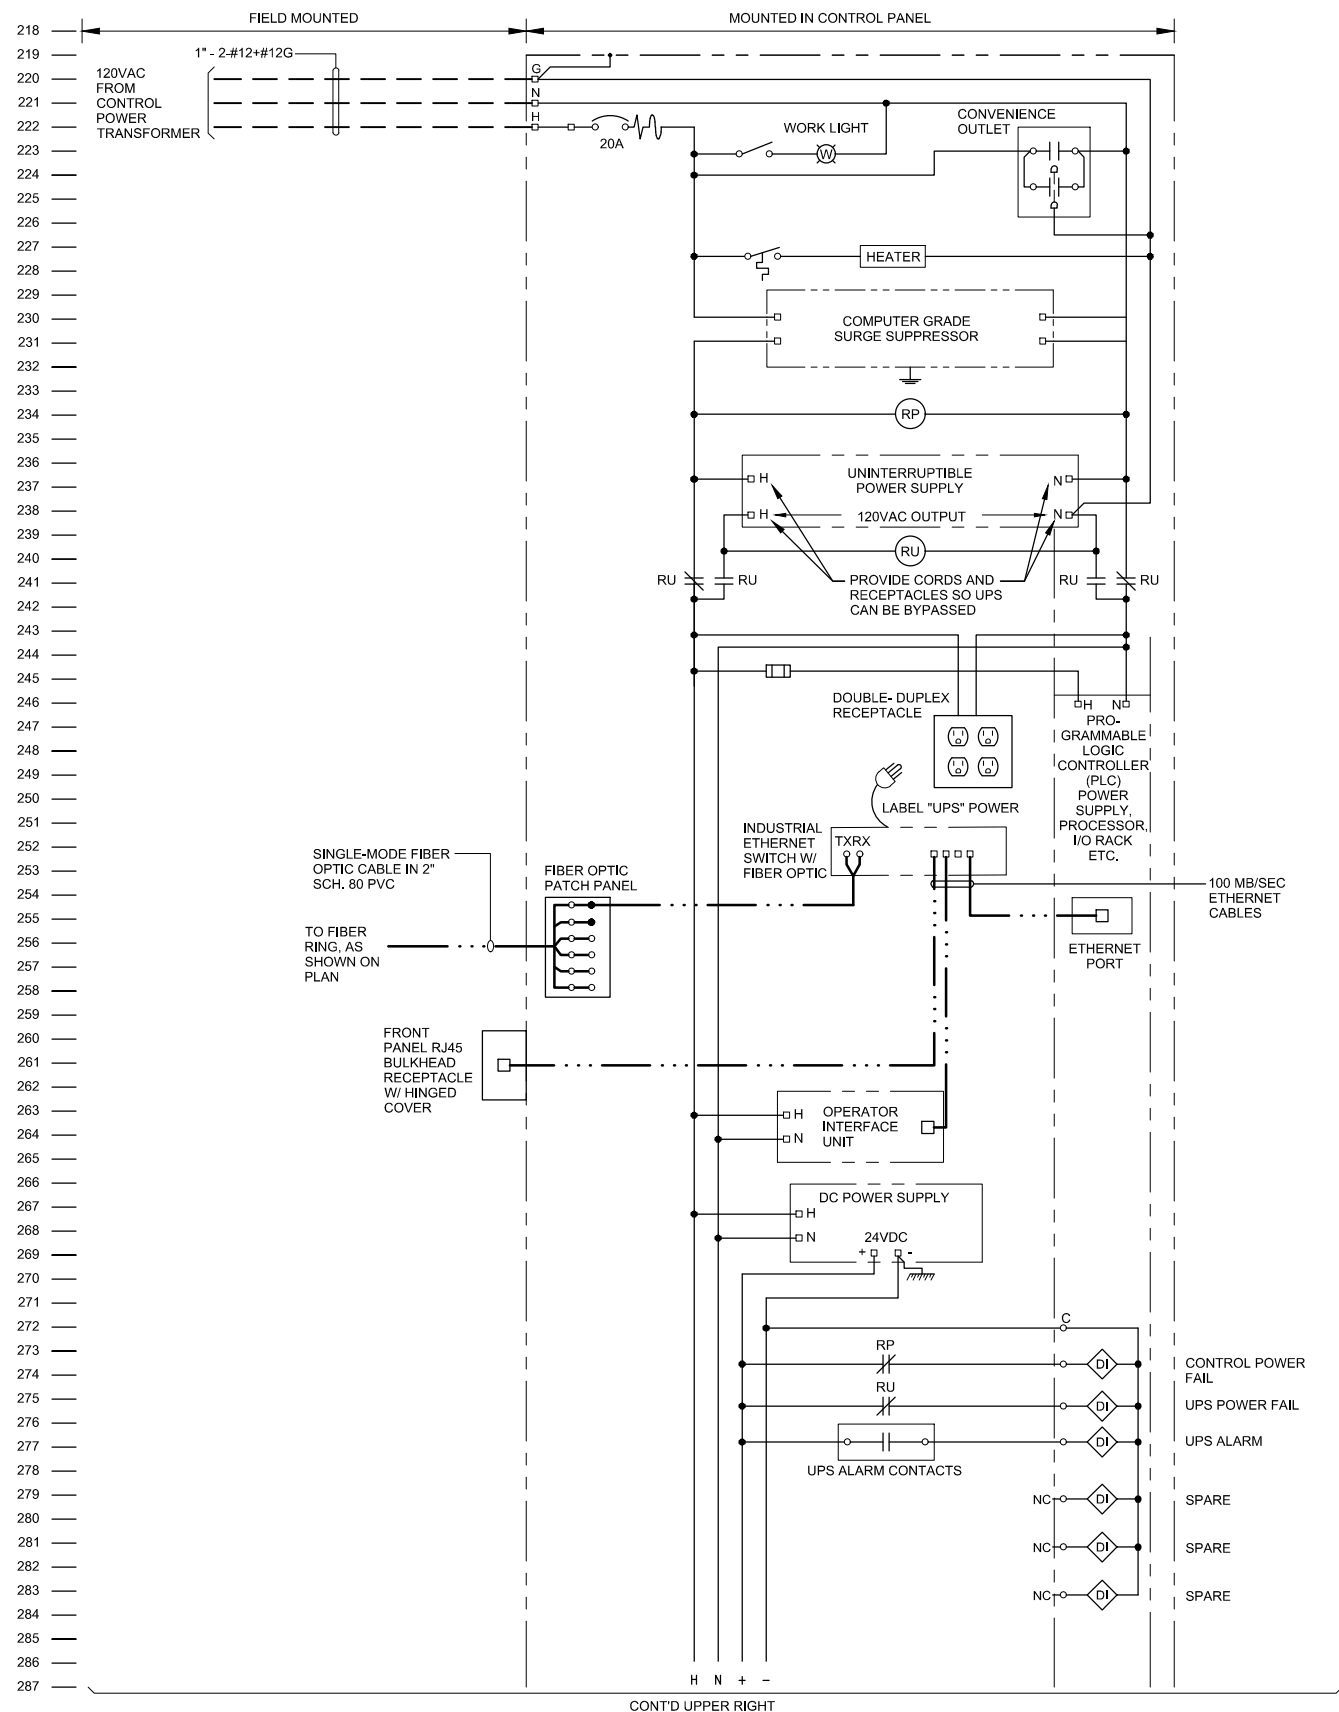 FIELD MOUNTED
MOUNTED IN CONTROL PANEL
218
219
1" - 2-#12+#12G
220
120VAC
FROM
CONTROL
POWER
TRANSFORMER
G
221
N
222
H
20A
WORK LIGHT
W
CONVENIENCE
OUTLET
223
224
225
226
227
HEATER
228
229
230
COMPUTER GRADE
SURGE SUPPRESSOR
231
232
233
234
RP
235
236
UNINTERRUPTIBLE
POWER SUPPLY
H
N
237
238
H
120VAC OUTPUT
N
239
240
RU
241
RU
RU
PROVIDE CORDS AND
RECEPTACLES SO UPS
CAN BE BYPASSED
RU
RU
242
243
244
245
246
DOUBLE- DUPLEX
RECEPTACLE
H
N
PRO-
GRAMMABLE
LOGIC
CONTROLLER
(PLC)
POWER
SUPPLY,
PROCESSOR,
I/O RACK
ETC.
247
248
249
250
LABEL "UPS" POWER
251
INDUSTRIAL
ETHERNET
SWITCH W/
FIBER OPTIC
TXRX
252
SINGLE-MODE FIBER
OPTIC CABLE IN 2"
SCH. 80 PVC
253
FIBER OPTIC
PATCH PANEL
254
100 MB/SEC
ETHERNET
CABLES
255
TO FIBER
RING, AS
SHOWN ON
PLAN
256
ETHERNET
PORT
257
258
259
260
FRONT
PANEL RJ45
BULKHEAD
RECEPTACLE
W/ HINGED
COVER
261
262
263
H
OPERATOR
INTERFACE
UNIT
264
N
265
266
267
DC POWER SUPPLY
H
268
N
24VDC
269
+
-
270
271
272
C
273
RP
DI
CONTROL POWER
FAIL
274
275
RU
DI
UPS POWER FAIL
276
277
DI
UPS ALARM
278
UPS ALARM CONTACTS
279
NC
DI
SPARE
280
281
NC
DI
SPARE
282
283
NC
DI
SPARE
284
285
286
H N + -
287
CONT'D UPPER RIGHT